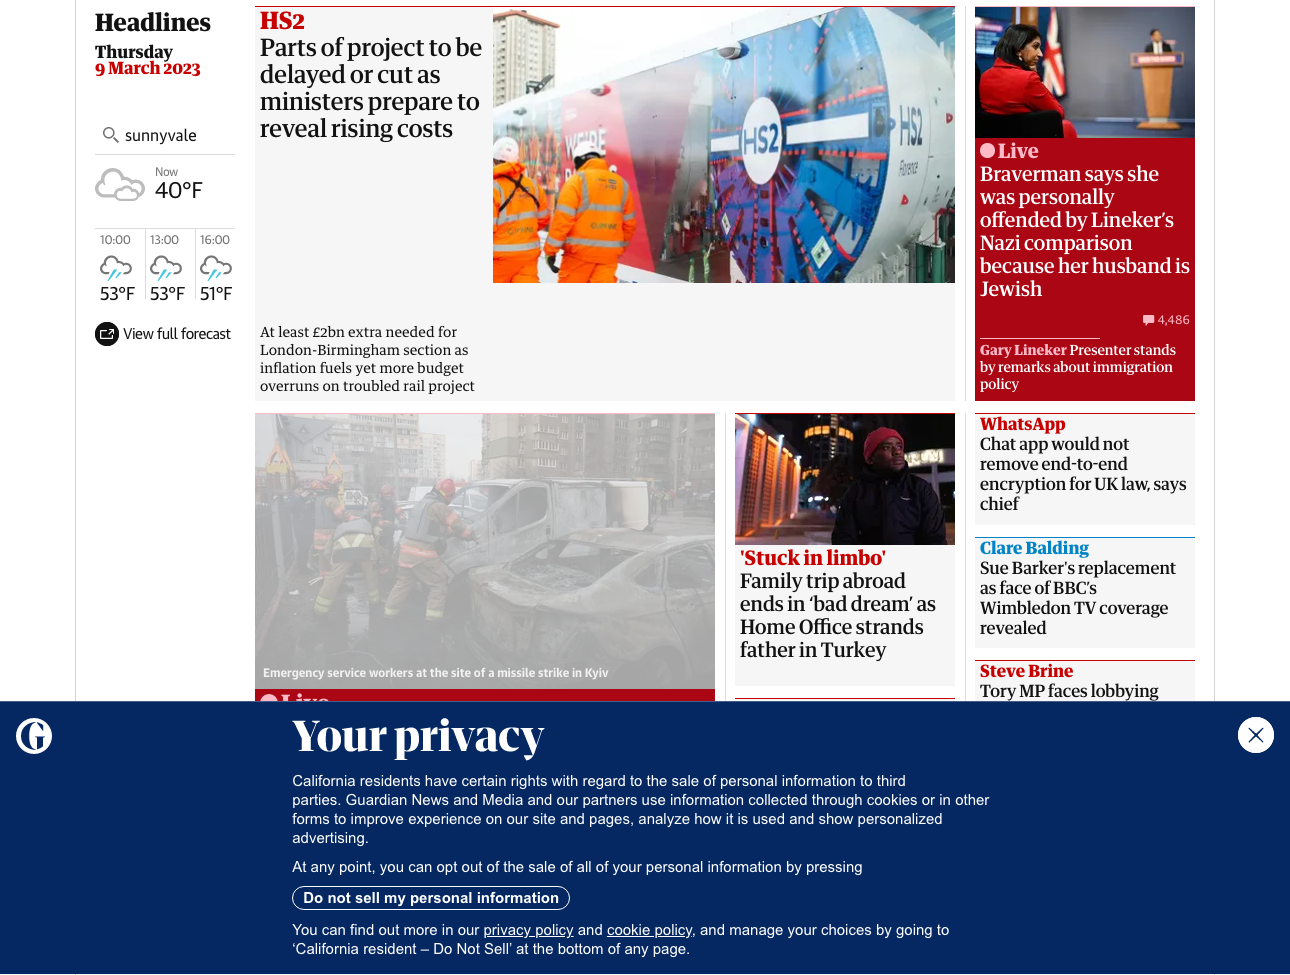 Headlines
Thursday
9 March 2023
sunnyvale
Now
40°F
10:00
13:00
16:00
53°F
53°F
51°F
View full forecast
HS2
Parts of project to be
delayed or cut as
ministers prepare to
reveal rising costs
At least £2bn extra needed for
London-Birmingham section as
inflation fuels yet more budget
overruns on troubled rail project
HS2
HS2
Florence
Live
Braverman says she
was personally
offended by Lineker’s
Nazi comparison
because her husband is
Jewish
4,486
Gary Lineker Presenter stands
by remarks about immigration
policy
Emergency service workers at the site of a missile strike in Kyiv
Live
'Stuck in limbo'
Family trip abroad
ends in ‘bad dream’ as
Home Office strands
father in Turkey
WhatsApp
Chat app would not
remove end-to-end
encryption for UK law, says
chief
Clare Balding
Sue Barker's replacement
as face of BBC’s
Wimbledon TV coverage
revealed
Steve Brine
Tory MP faces lobbying
G
Your privacy
California residents have certain rights with regard to the sale of personal information to third
parties. Guardian News and Media and our partners use information collected through cookies or in other
forms to improve experience on our site and pages, analyze how it is used and show personalized
advertising.
At any point, you can opt out of the sale of all of your personal information by pressing
Do not sell my personal information
You can find out more in our privacy policy and cookie policy, and manage your choices by going to
‘California resident – Do Not Sell’ at the bottom of any page.